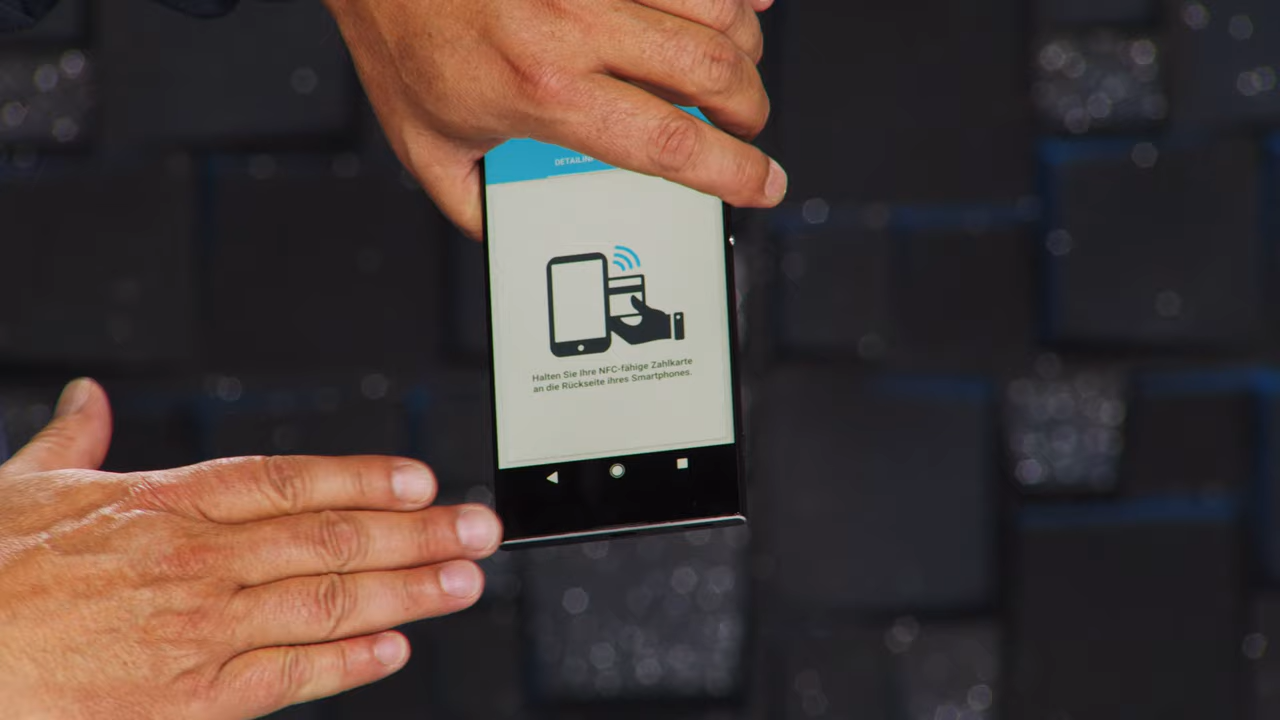 Halten Sie Ihre NFC-fähige Zahlkarte
an die Rückseite ihres Smartphones.